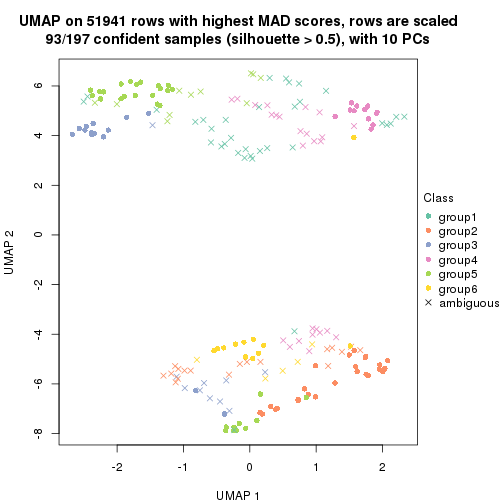 UMAP on 51941 rows with highest MAD scores, rows are scaled
93/197 confident samples (silhouette > 0.5), with 10 PCs
6
4
2
0
-2
-4
-6
-8
UMAP 2
-2
-1
0
1
2
UMAP 1
Class
group1
group2
group3
group4
group5
group6
ambiguous